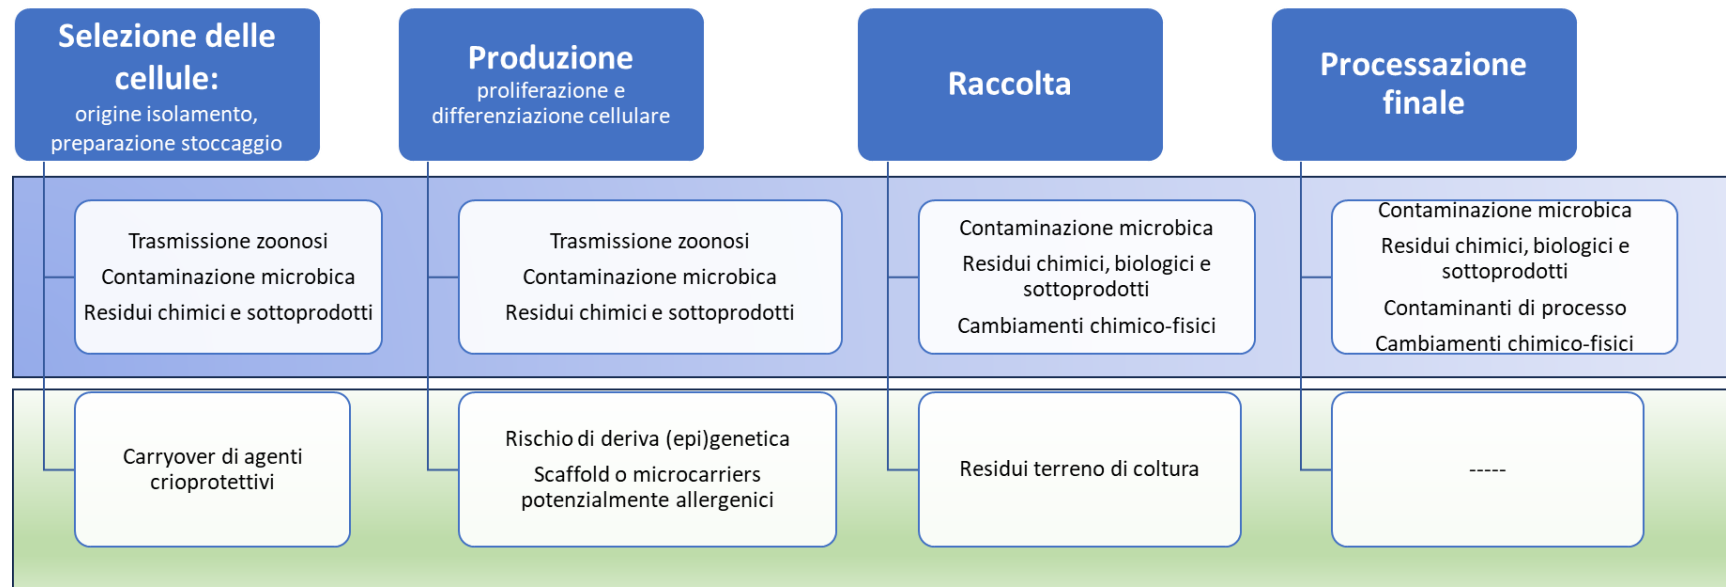 Selezione delle
cellule:
origine isolamento,
preparazione stoccaggio
Produzione
proliferazione e
differenziazione cellulare
Raccolta
Processazione
finale
Trasmissione zoonosi
Contaminazione microbica
Residui chimici e sottoprodotti
Trasmissione zoonosi
Contaminazione microbica
Residui chimici e sottoprodotti
Contaminazione microbica
Residui chimici, biologici e
sottoprodotti
Cambiamenti chimico-fisici
Contaminazione microbica
Residui chimici, biologici e
sottoprodotti
Contaminanti di processo
Cambiamenti chimico-fisici
Carryover di agenti
crioprotettivi
Rischio di deriva (epi)genetica
Scaffold o microcarriers
potenzialmente allergenici
Residui terreno di coltura
-----